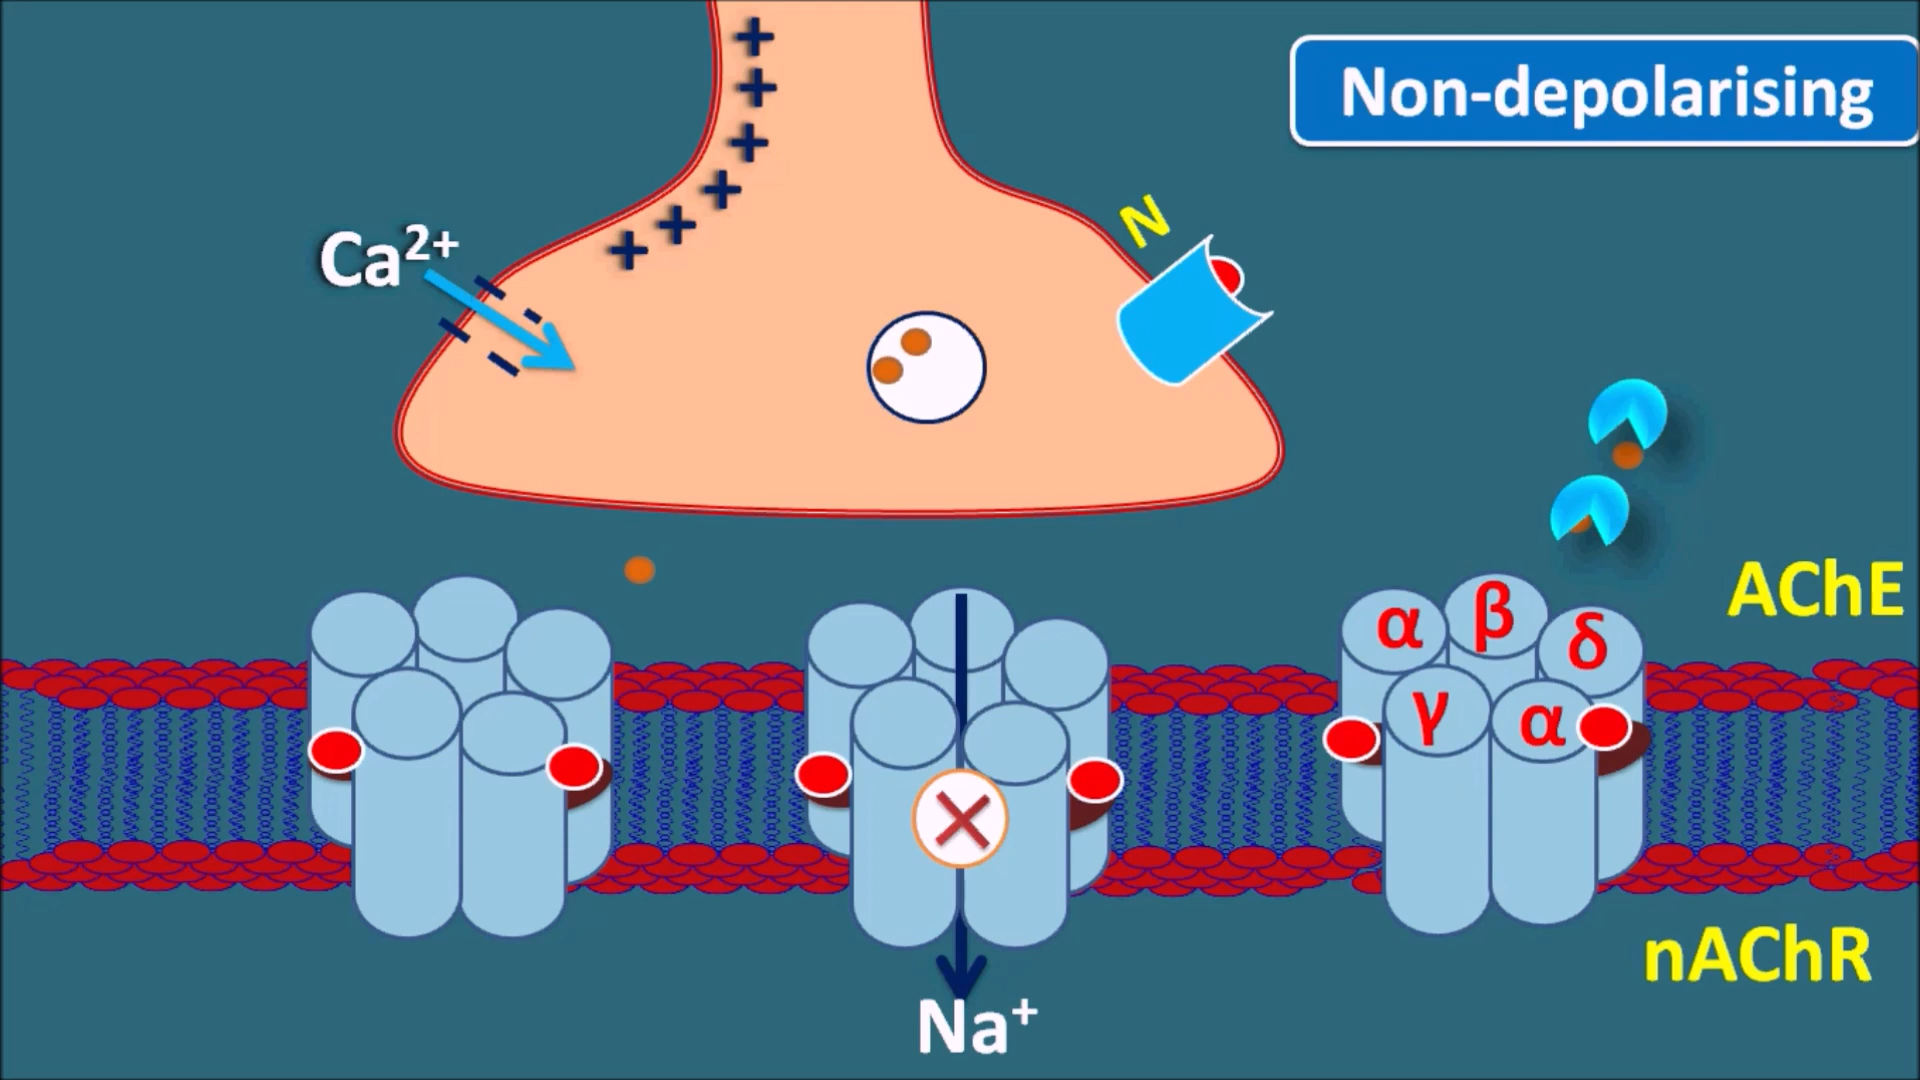 Non-depolarising
Ca²⁺
N
AChE
α
β
δ
γ
α
nAChR
Na⁺